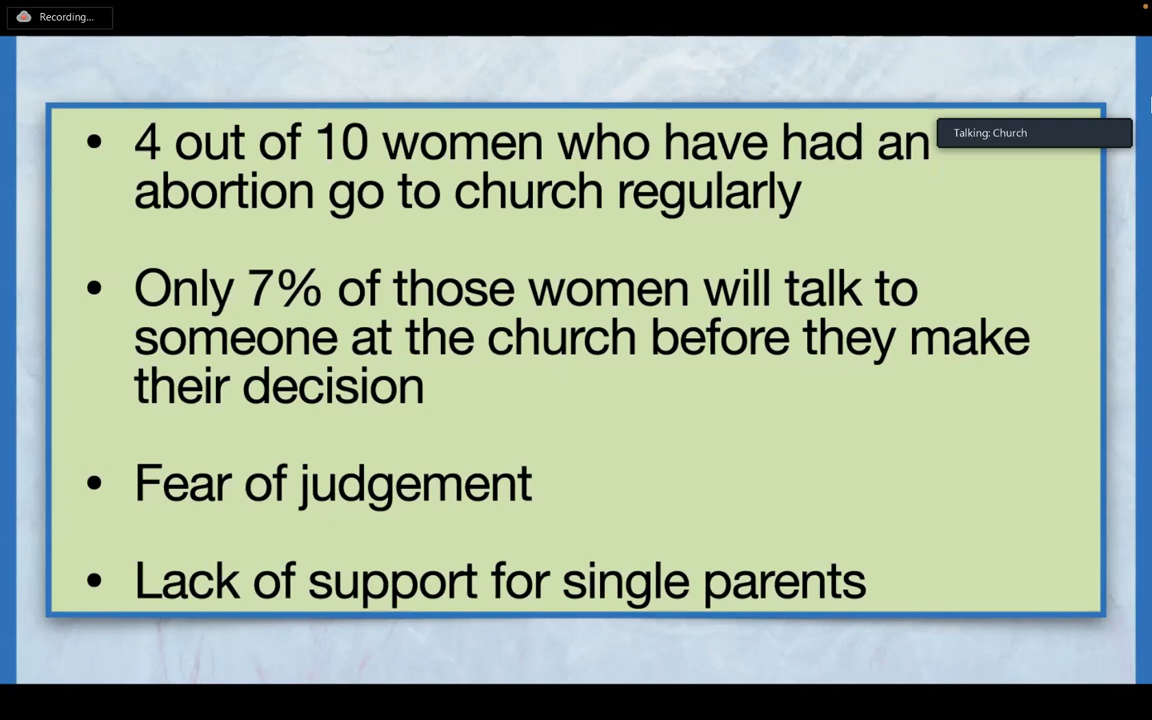 Recording...
Talking: Church
• 4 out of 10 women who have had an
abortion go to church regularly
• Only 7% of those women will talk to
someone at the church before they make
their decision
• Fear of judgement
• Lack of support for single parents